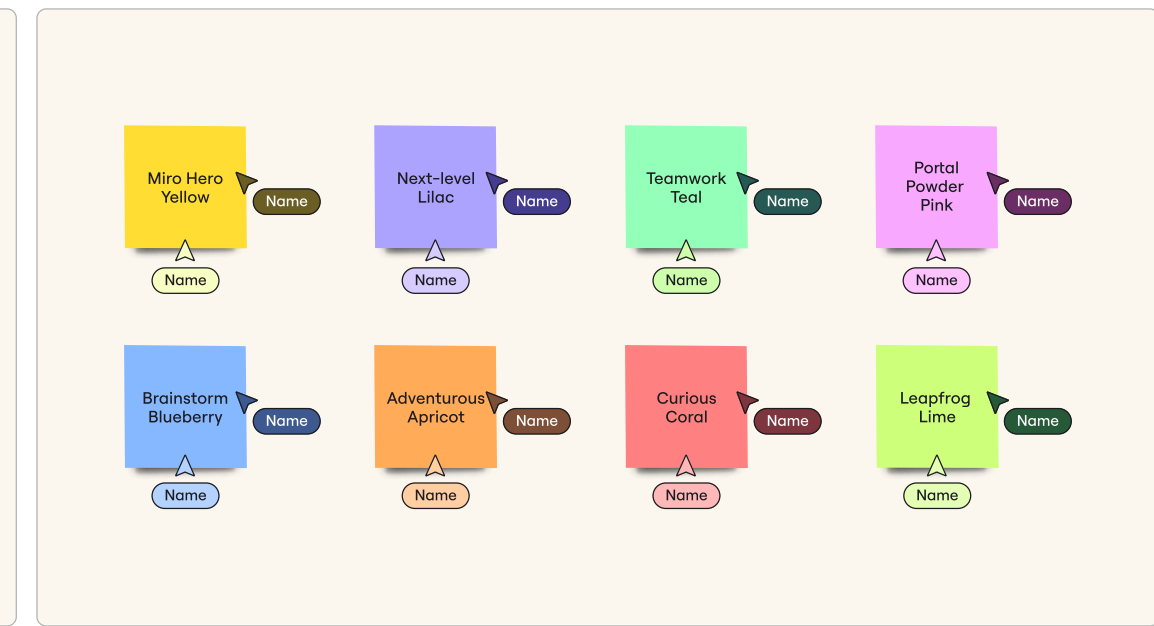 Miro Hero
Yellow
Name
Name
Next-level
Lilac
Name
Name
Teamwork
Teal
Name
Name
Portal
Powder
Pink
Name
Name
Brainstorm
Blueberry
Name
Name
Adventurous
Apricot
Name
Name
Curious
Coral
Name
Name
Leapfrog
Lime
Name
Name